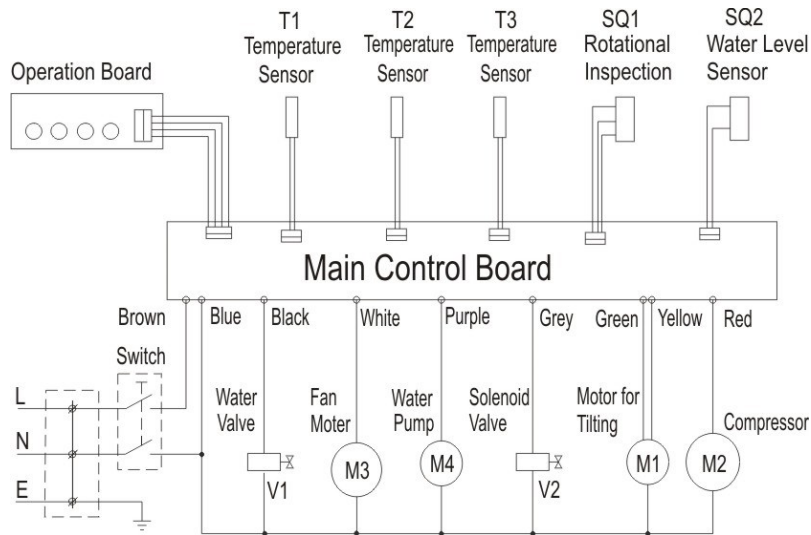 T1
Temperature
Sensor
T2
Temperature
Sensor
T3
Temperature
Sensor
SQ1
Rotational
Inspection
SQ2
Water Level
Sensor
Operation Board
Main Control Board
Brown
Blue
Black
White
Purple
Grey
Green
Yellow
Red
Switch
L
N
E
Water
Valve
V1
Fan
Moter
M3
Water
Pump
M4
Solenoid
Valve
V2
Motor for
Tilting
M1
Compressor
M2